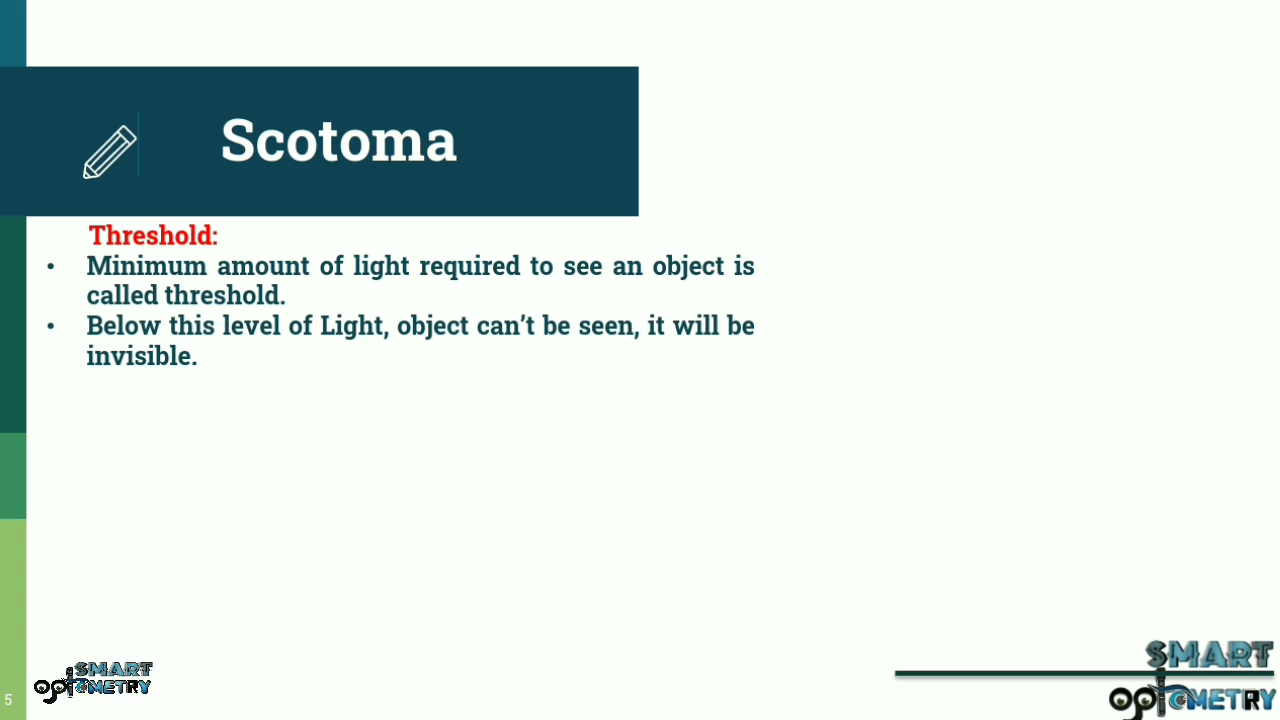 Scotoma
Threshold:
• Minimum amount of light required to see an object is
called threshold.
• Below this level of Light, object can't be seen, it will be
invisible.
5
SMART
optOMETRY
SMART
optOMETRY